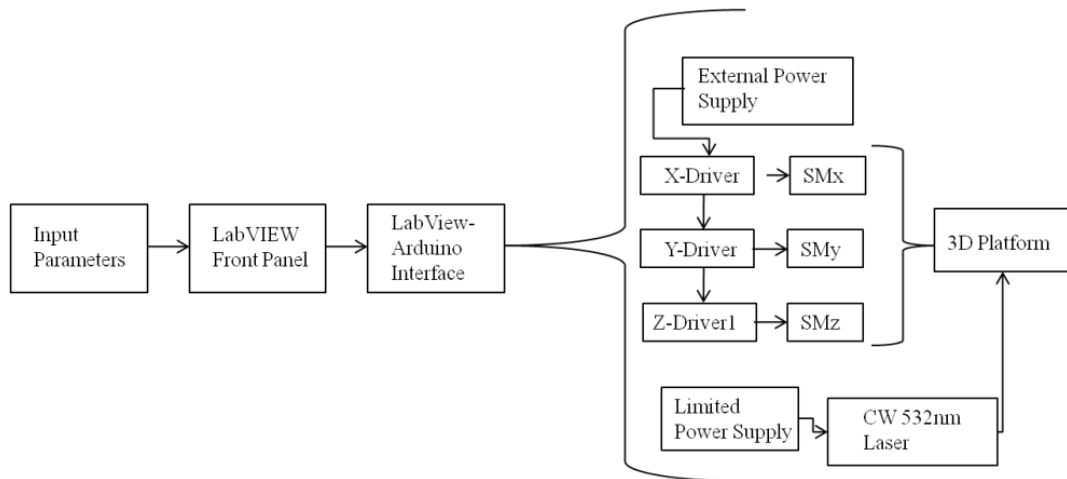 External Power
Supply
X-Driver
SMx
Input
Parameters
LabVIEW
Front Panel
LabView-
Arduino
Interface
Y-Driver
SMy
3D Platform
Z-Driver1
SMz
Limited
Power Supply
CW 532nm
Laser